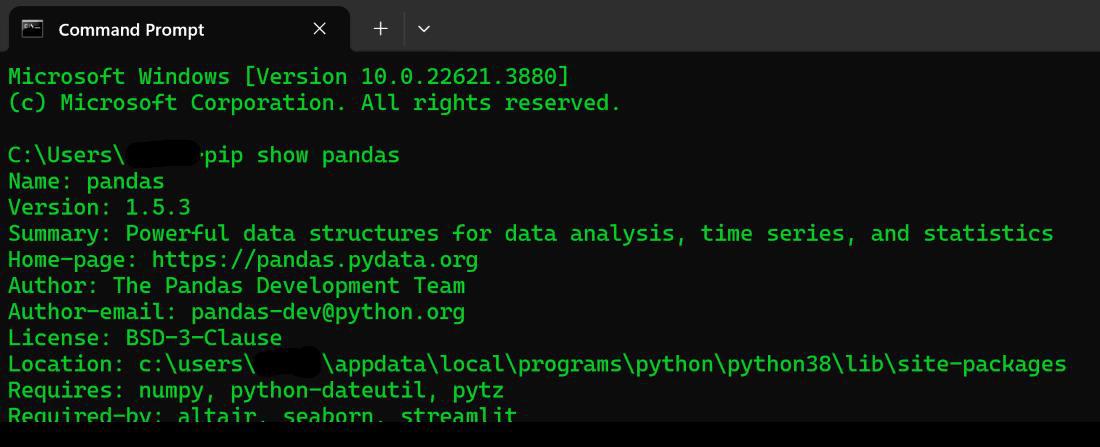 Command Prompt
Microsoft Windows [Version 10.0.22621.3880]
(c) Microsoft Corporation. All rights reserved.
C:\Users\ pip show pandas
Name: pandas
Version: 1.5.3
Summary: Powerful data structures for data analysis, time series, and statistics
Home-page: https://pandas.pydata.org
Author: The Pandas Development Team
Author-email: pandas-dev@python.org
License: BSD-3-Clause
Location: c:\users\ \appdata\local\programs\python\python38\lib\site-packages
Requires: numpy, python-dateutil, pytz
Required-by: altair, seaborn, streamlit